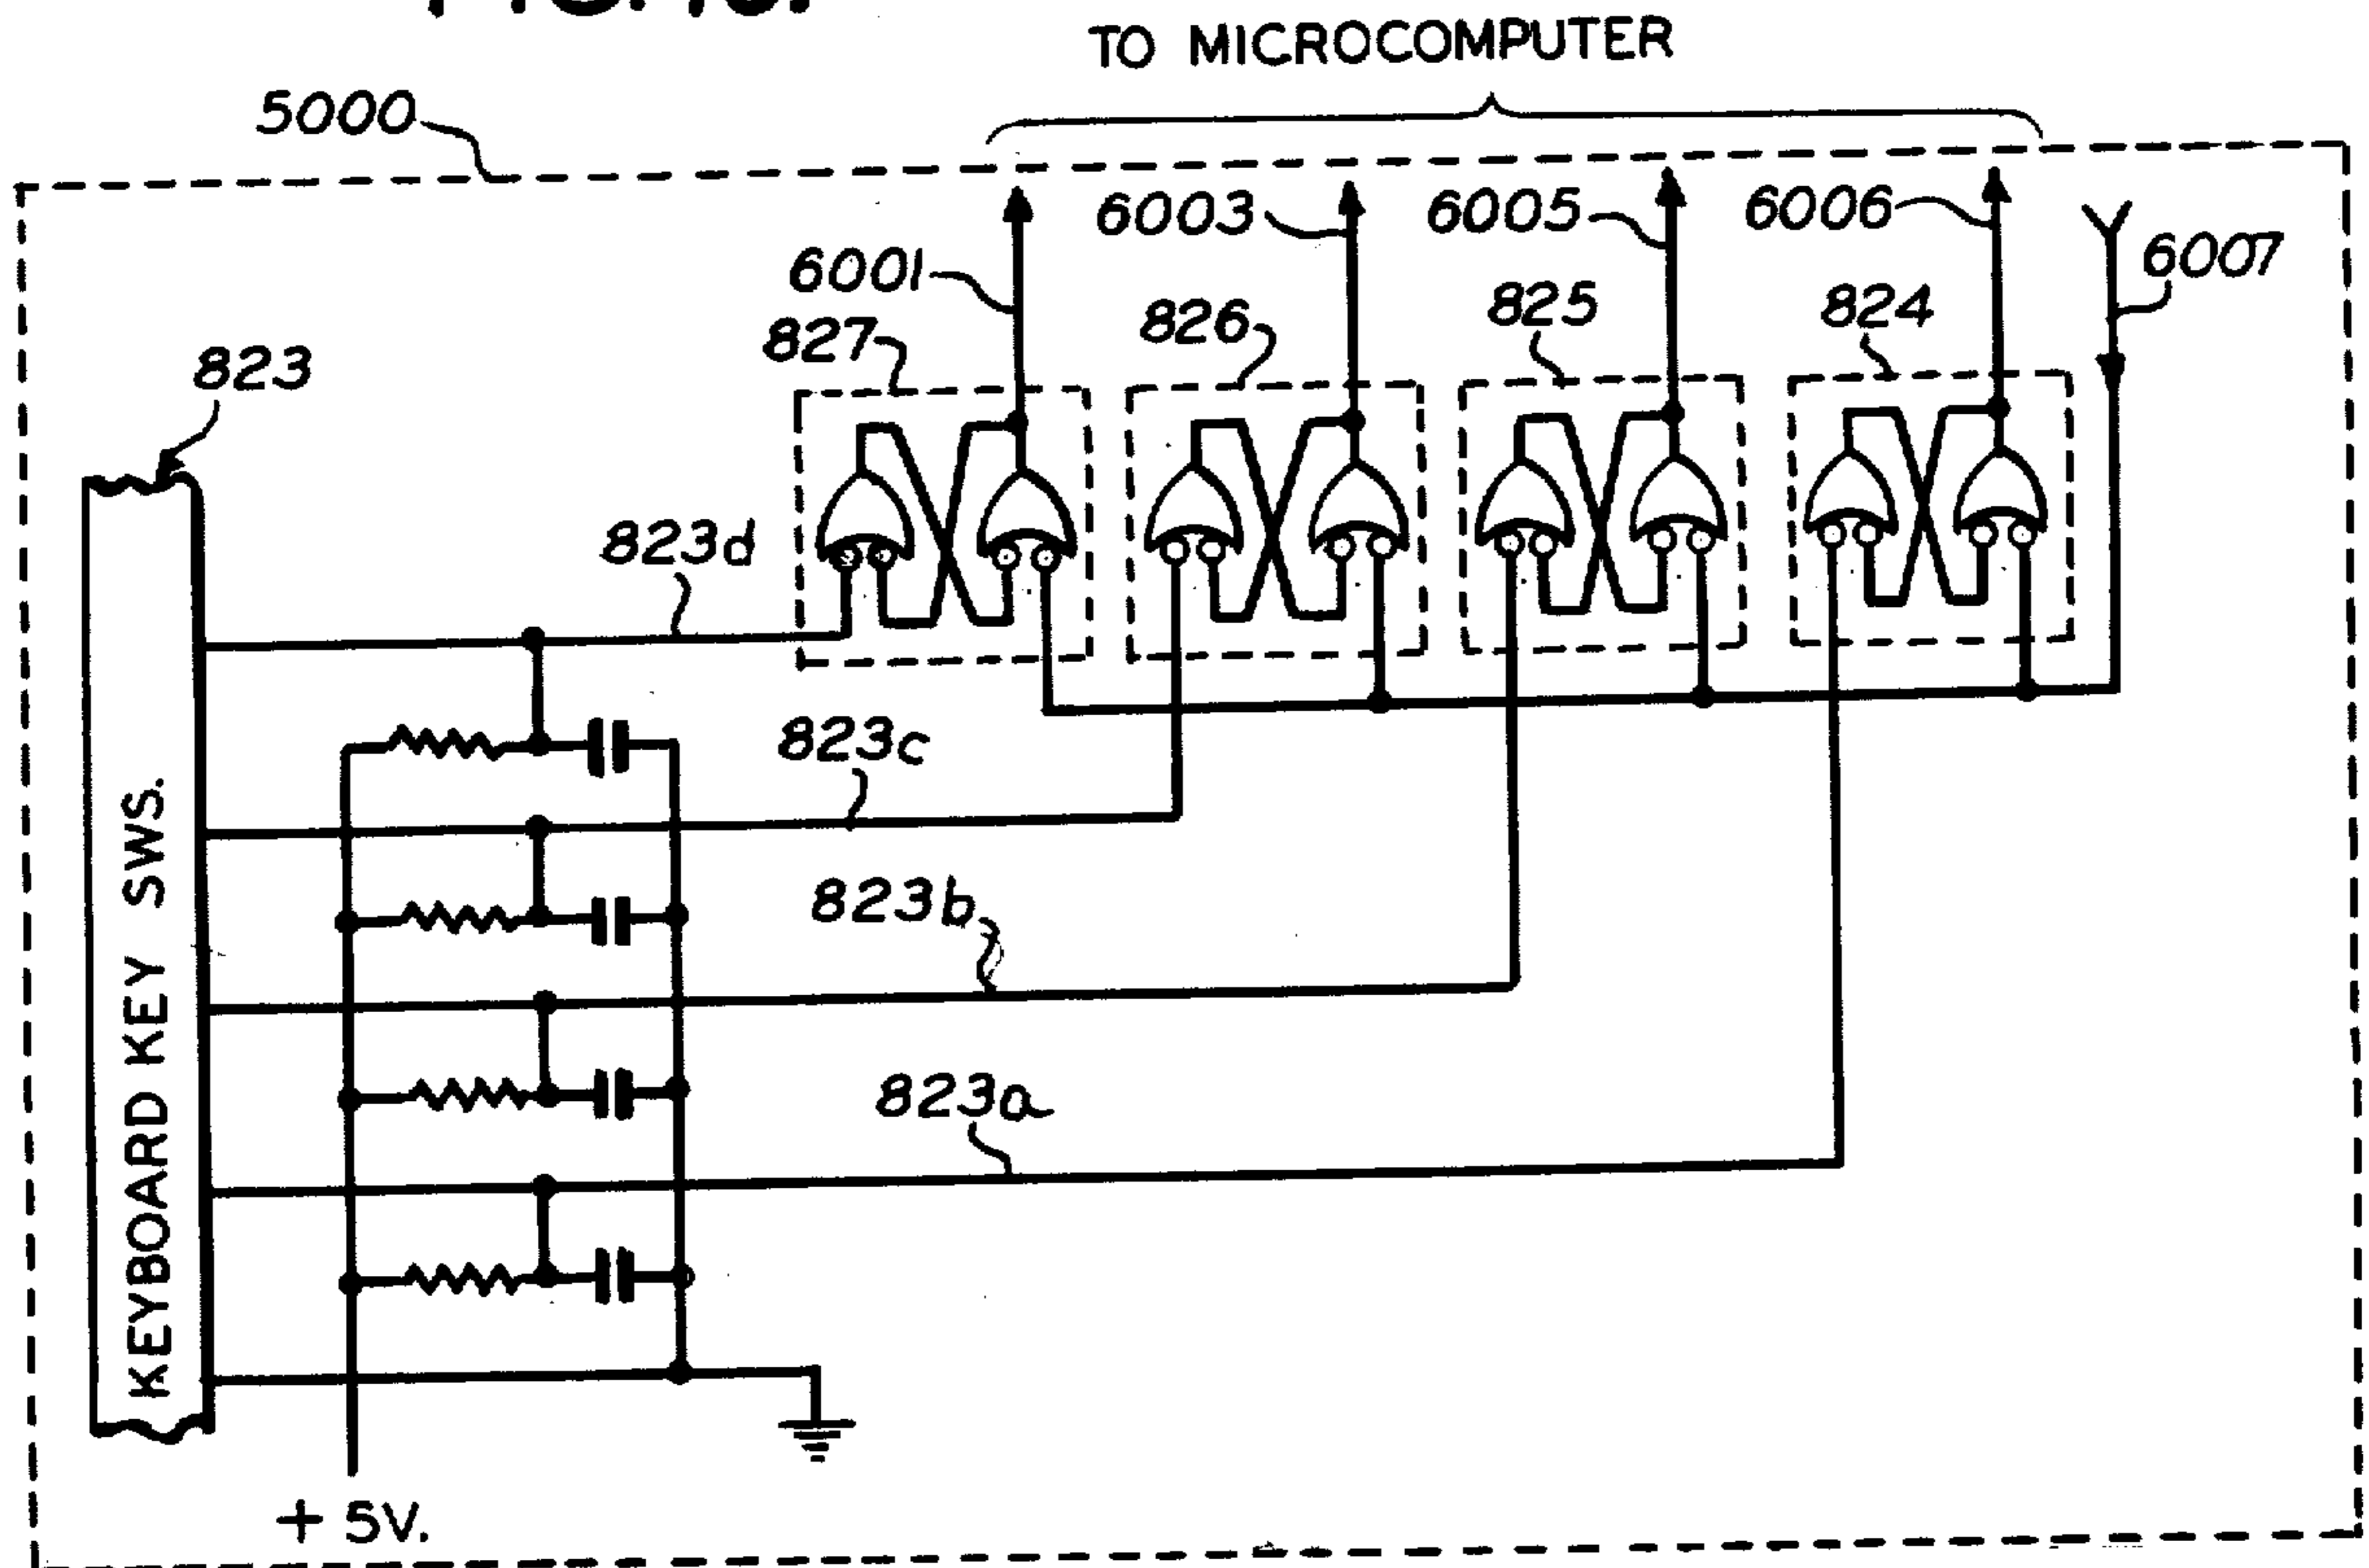 TO MICROCOMPUTER
5000
6001
6003
6005
6006
6007
827
826
825
824
823
823d
823c
823b
823a
KEYBOARD KEY SWS.
+ 5V.